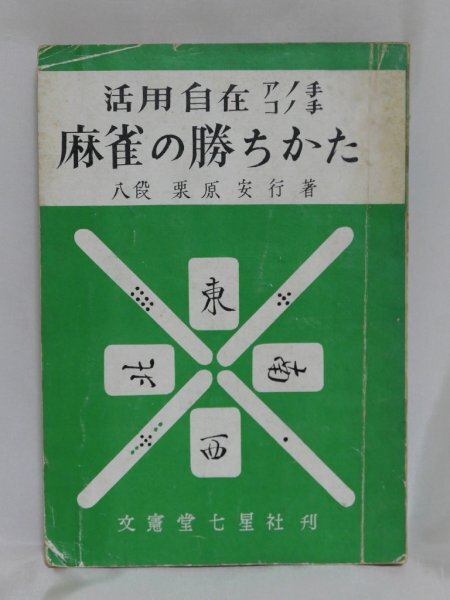 活用自在 アノ手コノ手
麻雀の勝ちかた
八段 栗原安行著
東
北
南
西
文憲堂七星社刊